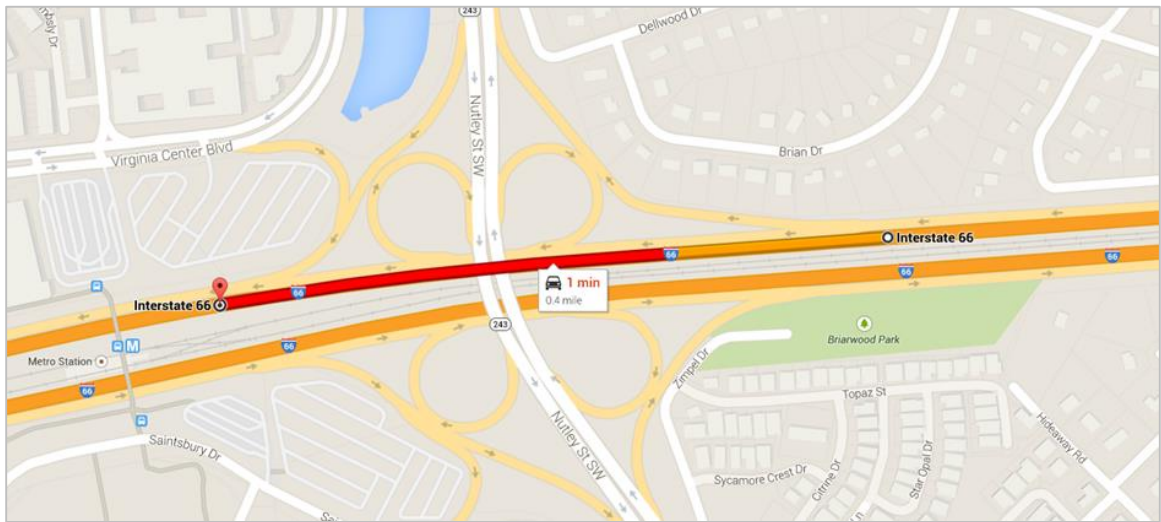 243
Dellwood Dr
Nutley St SW
Virginia Center Blvd
Brian Dr
Interstate 66
66
1 min
0.4 mile
66
66
Interstate 66
243
66
Metro Station
M
66
Briarwood Park
Zimpel Dr
Topaz St
Hideaway Rd
Saintsbury Dr
Nutley St SW
Star Opal Dr
Citrine Dr
Sycamore Crest Dr
Ln